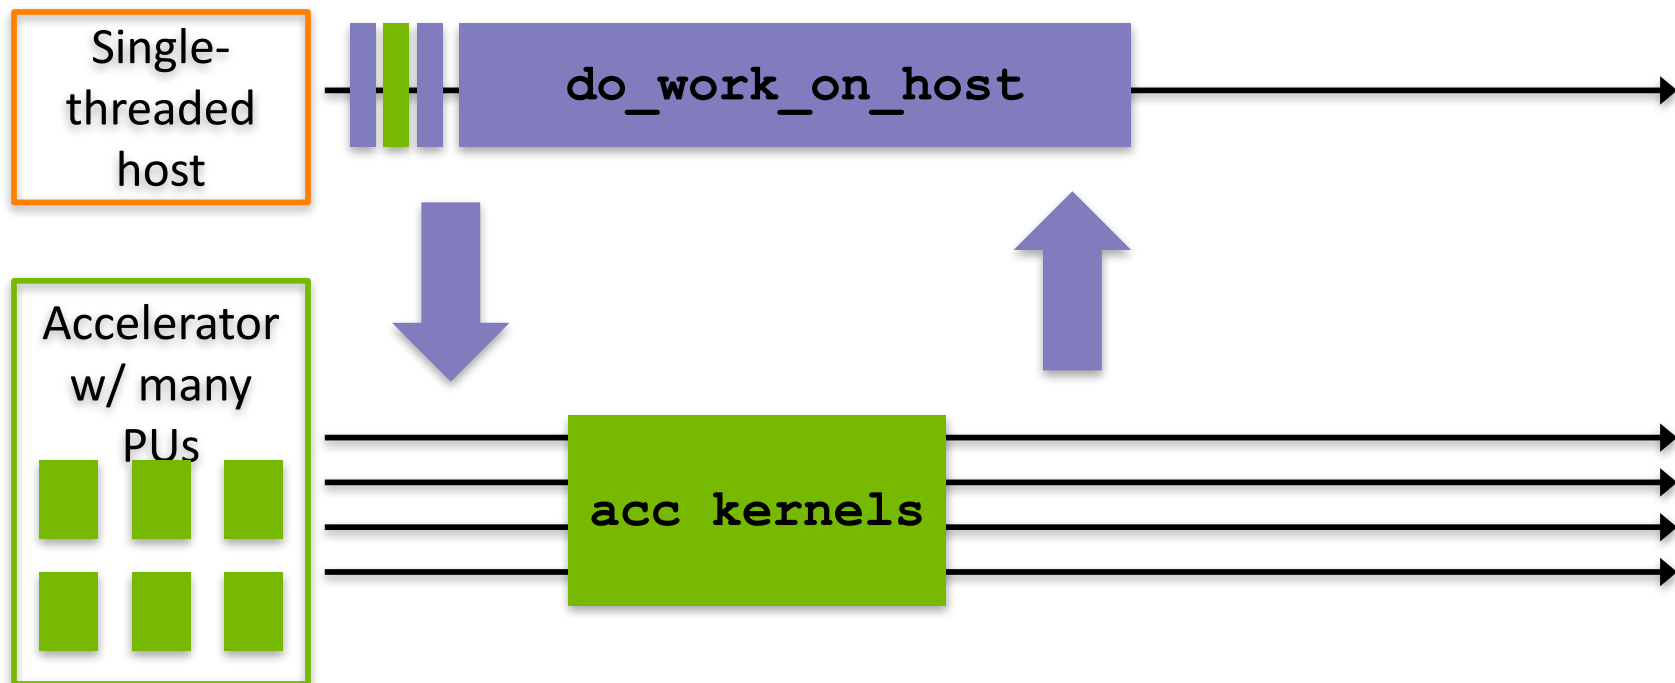 Single-
threaded
host
do_work_on_host
Accelerator
w/ many
PUs
acc kernels